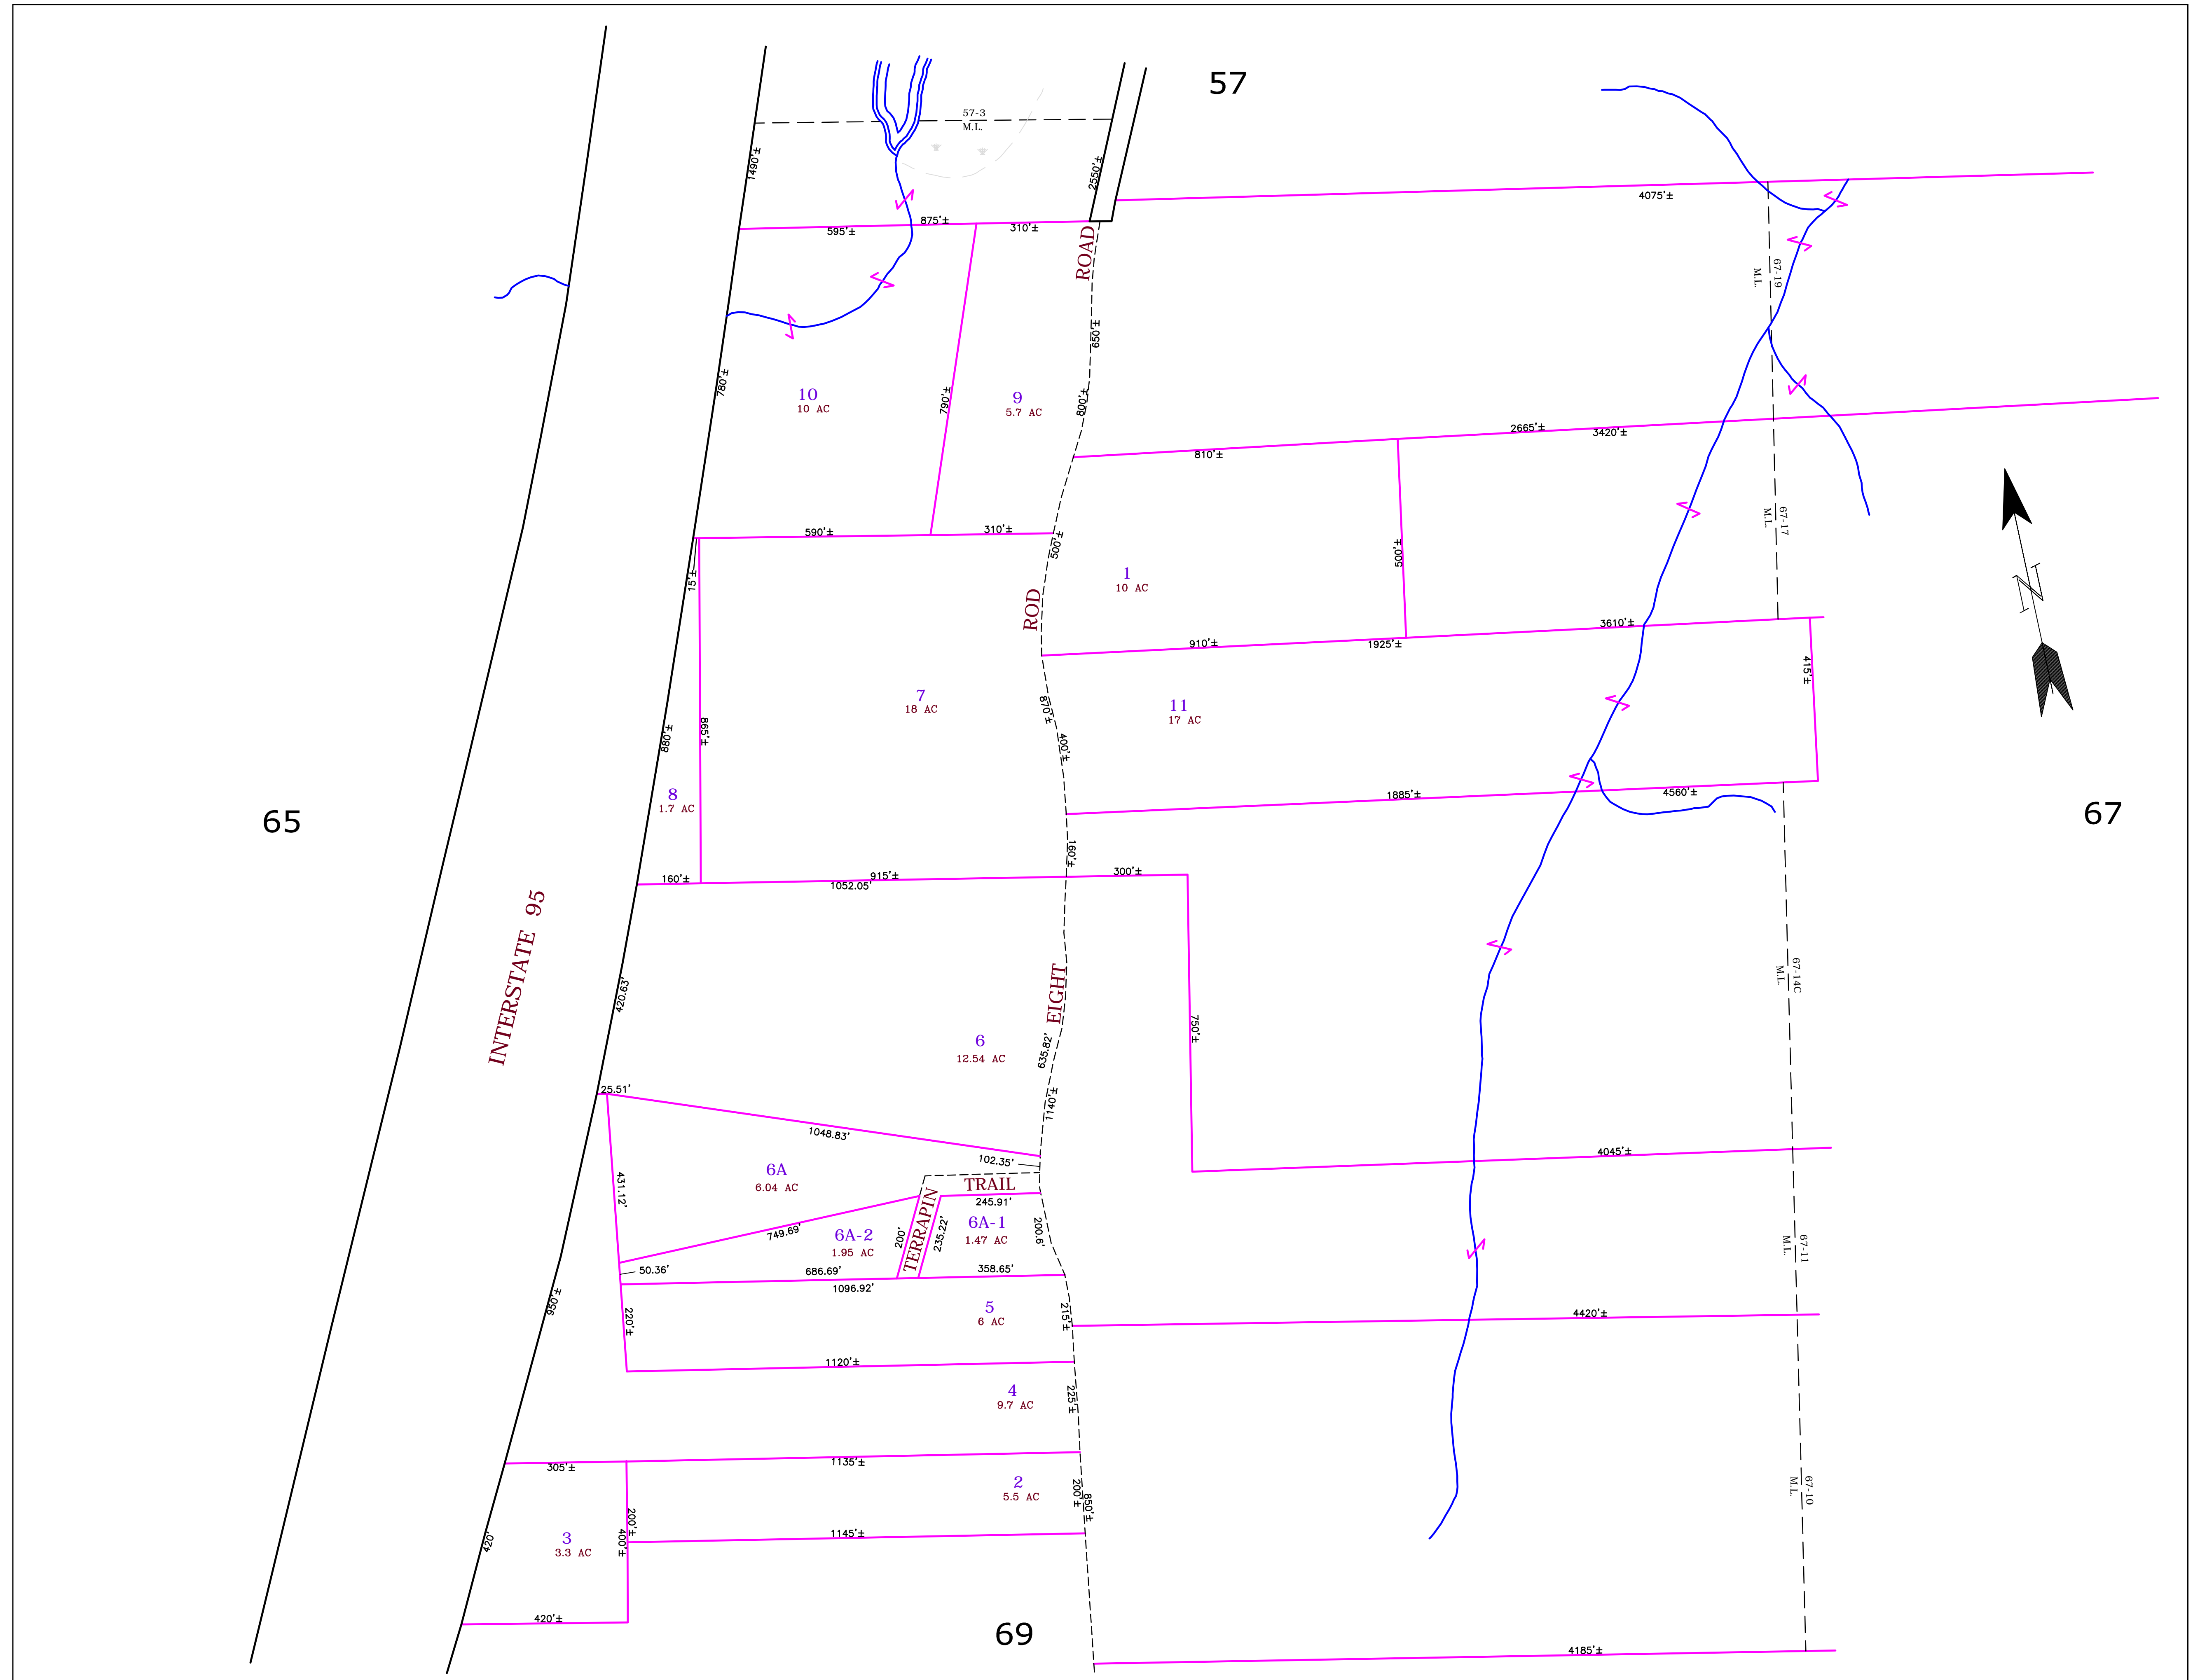 57
57-3
M.L.
1490'±
2550'±
4075'±
875'±
595'±
310'±
ROAD
67-19
M.L.
650'±
780'±
790'±
800'±
10
10 AC
9
5.7 AC
2665'±
3420'±
810'±
590'±
310'±
500'±
500'±
67-17
M.L.
15'±
1
10 AC
ROD
3610'±
910'±
1925'±
415'±
7
18 AC
870'±
11
17 AC
880'±
865'±
400'±
8
1.7 AC
1885'±
4560'±
65
67
160'±
160'±
915'±
1052.05'
300'±
INTERSTATE 95
420.63'
EIGHT
67-14C
M.L.
6
12.54 AC
635.82'
750'±
25.51'
1140'±
1048.83'
102.35'
4045'±
6A
6.04 AC
431.12'
TRAIL
245.91'
TERRAPIN
749.69'
6A-2
1.95 AC
200'
235.22'
6A-1
1.47 AC
200.6'
67-11
M.L.
50.36'
686.69'
358.65'
1096.92'
950'±
220'±
5
6 AC
215'±
4420'±
1120'±
4
9.7 AC
225'±
305'±
1135'±
2
5.5 AC
200'±
850'±
67-10
M.L.
200'±
400'±
1145'±
420'
3
3.3 AC
420'±
69
4185'±